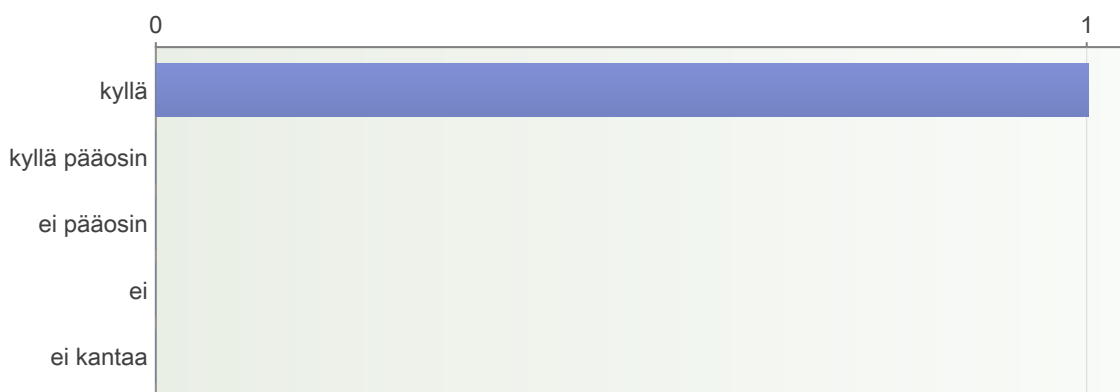 0 1
kyllä
kyllä pääosin
ei pääosin
ei
ei kantaa